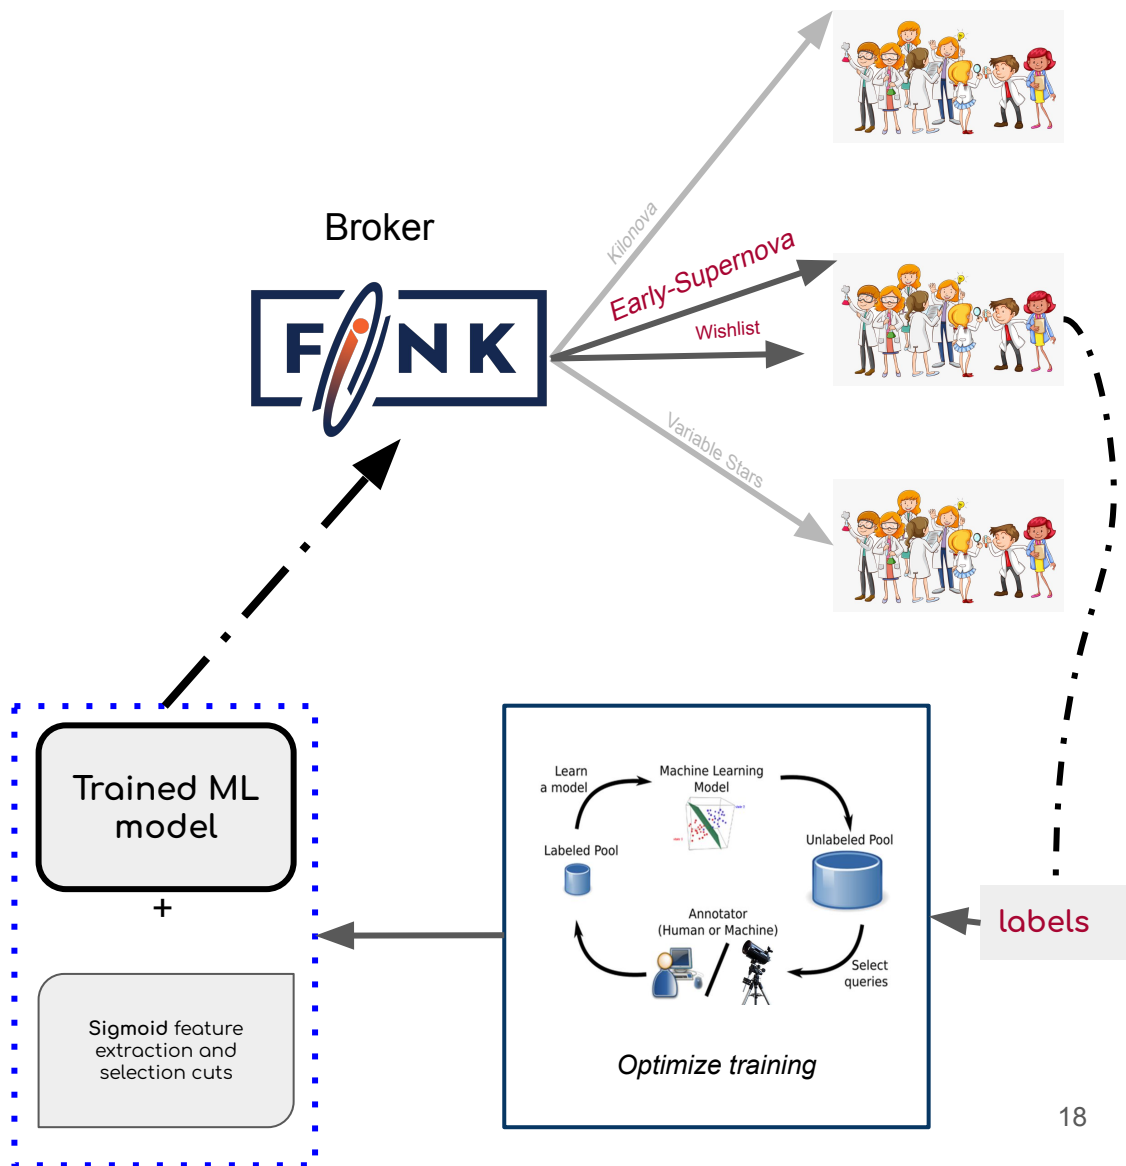 Broker
FINK
Kilonova
Early-Supernova
Wishlist
Variable Stars
Trained ML
model
+
Sigmoid feature
extraction and
selection cuts
Learn
a model
Machine Learning
Model
Labeled Pool
Unlabeled Pool
Annotator
(Human or Machine)
Select
queries
Optimize training
labels
18